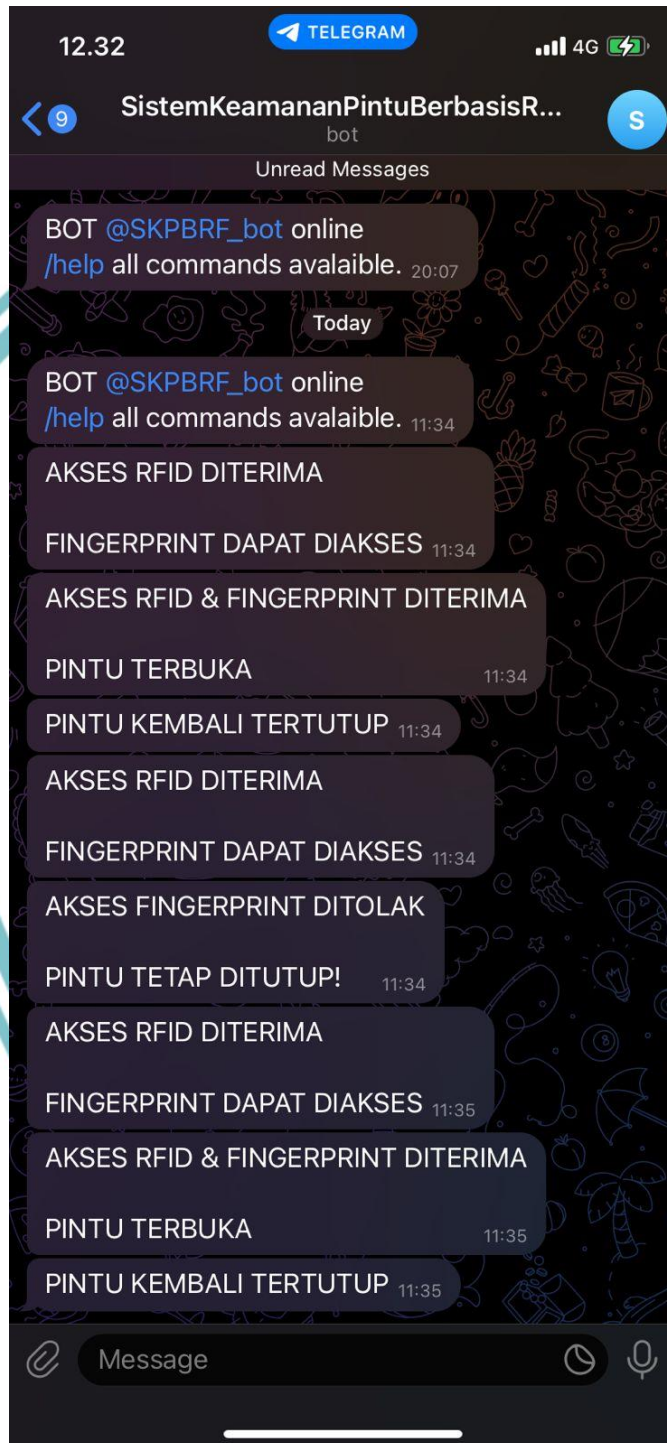 12.32
TELEGRAM
4G
9
SistemKeamananPintuBerbasisR...
S
bot
Unread Messages
BOT @SKPBRF_bot online
/help all commands avalaible. 20:07
Today
BOT @SKPBRF_bot online
/help all commands avalaible. 11:34
AKSES RFID DITERIMA
FINGERPRINT DAPAT DIAKSES 11:34
AKSES RFID & FINGERPRINT DITERIMA
PINTU TERBUKA 11:34
PINTU KEMBALI TERTUTUP 11:34
AKSES RFID DITERIMA
FINGERPRINT DAPAT DIAKSES 11:34
AKSES FINGERPRINT DITOLAK
PINTU TETAP DITUTUP! 11:34
AKSES RFID DITERIMA
FINGERPRINT DAPAT DIAKSES 11:35
AKSES RFID & FINGERPRINT DITERIMA
PINTU TERBUKA 11:35
PINTU KEMBALI TERTUTUP 11:35
Message